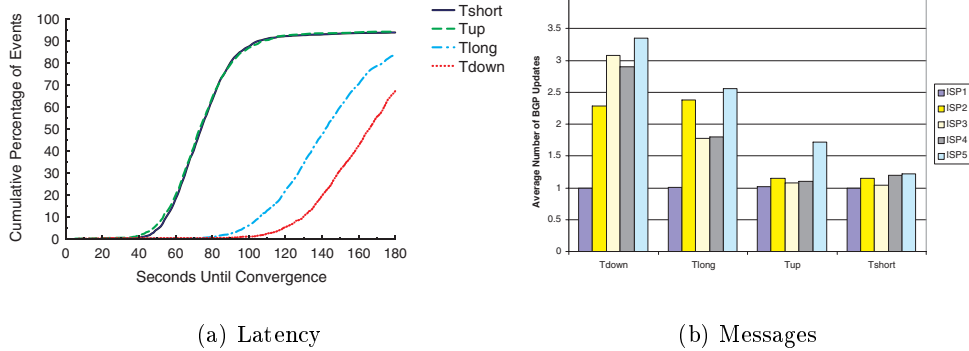 Cumulative Percentage of Events
100
90
80
70
60
50
40
30
20
10
0
0 20 40 60 80 100 120 140 160 180
Seconds Until Convergence
Tshort
Tup
Tlong
Tdown
(a) Latency
Average Number of BGP Updates
3.5
3
2.5
2
1.5
1
0.5
0
Tdown Tlong Tup Tshort
ISP1
ISP2
ISP3
ISP4
ISP5
(b) Messages